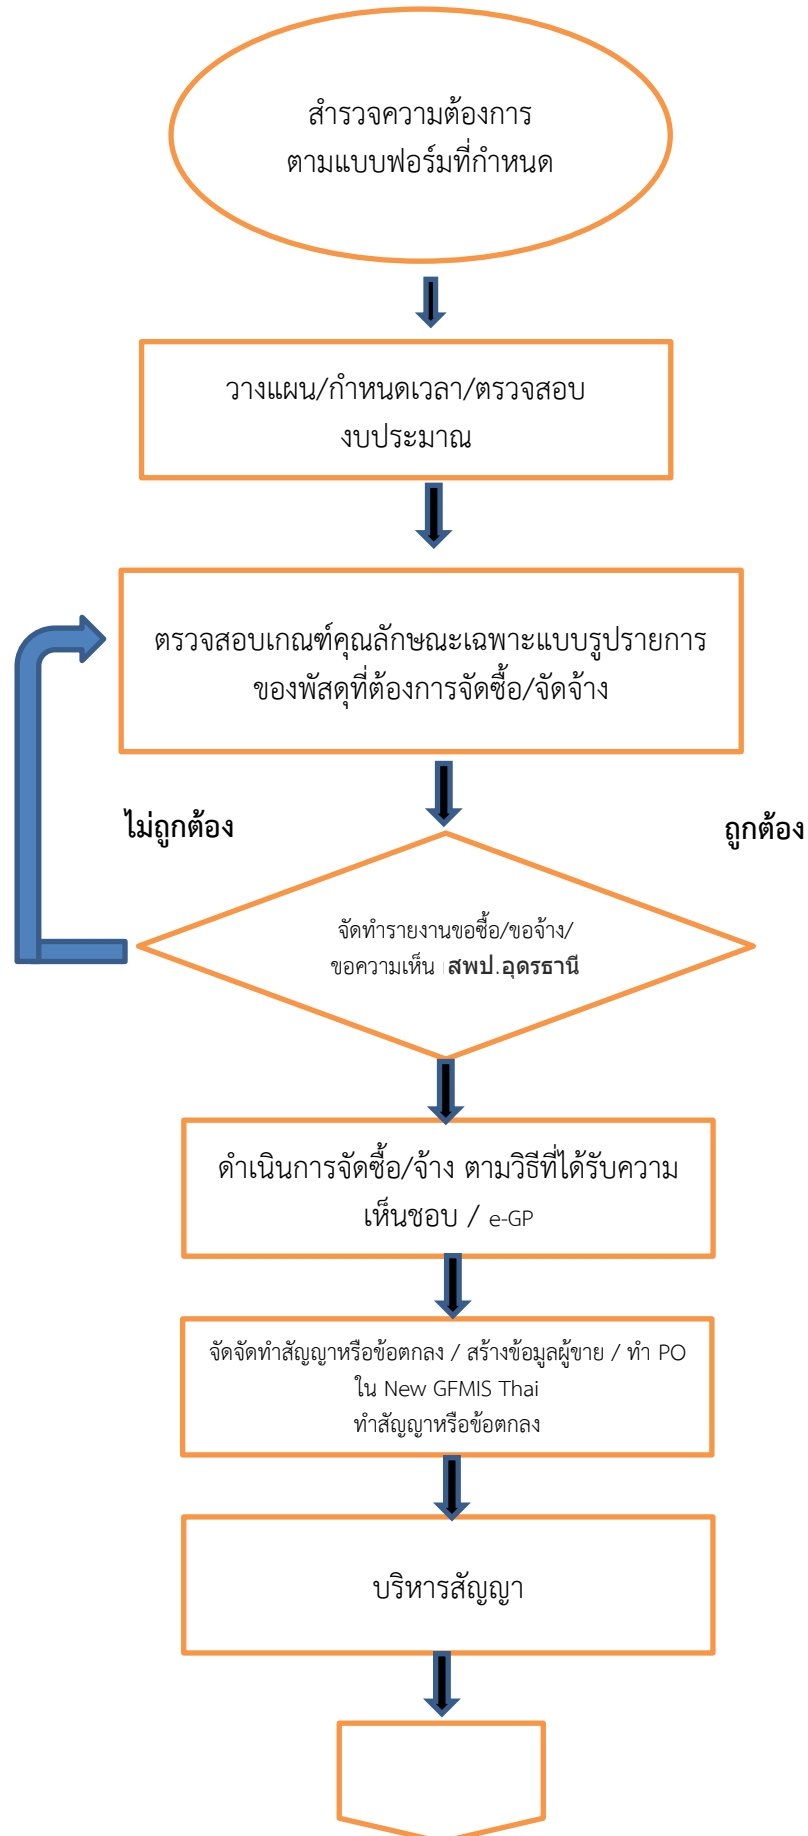 สำรวจความต้องการ
ตามแบบฟอร์มที่กำหนด
วางแผน/กำหนดเวลา/ตรวจสอบ
งบประมาณ
ตรวจสอบเกณฑ์คุณลักษณะเฉพาะแบบรูปรายการ
ของพัสดุที่ต้องการจัดซื้อ/จัดจ้าง
ไม่ถูกต้อง
ถูกต้อง
จัดทำรายงานขอซื้อ/ขอจ้าง/
ขอความเห็น สพป.อุดรธานี
ดำเนินการจัดซื้อ/จ้าง ตามวิธีที่ได้รับความ
เห็นชอบ / e-GP
จัดจัดทำสัญญาหรือข้อตกลง / สร้างข้อมูลผู้ขาย / ทำ PO
ใน New GFMIS Thai
ทำสัญญาหรือข้อตกลง
บริหารสัญญา